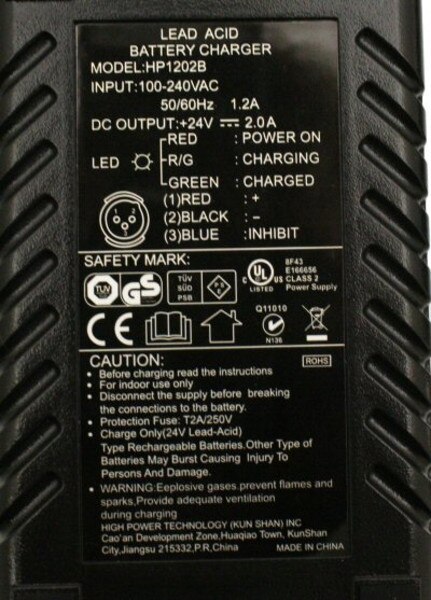 LEAD ACID
BATTERY CHARGER
MODEL:HP1202B
INPUT:100-240VAC
50/60Hz 1.2A
DC OUTPUT:+24V 2.0A
RED : POWER ON
LED R/G : CHARGING
GREEN : CHARGED
(1)RED : +
(2)BLACK : −
(3)BLUE : INHIBIT
SAFETY MARK:
TUV GS
TÜV
SÜD
PSB
C UL US
LISTED
8F43
E166656
CLASS 2
Power Supply
CE
Q11010
N136
CAUTION:
ROHS
• Before charging read the instructions
• For indoor use only
• Disconnect the supply before breaking
the connections to the battery.
• Protection Fuse: T2A/250V
• Charge Only(24V Lead-Acid)
Type Rechargeable Batteries.Other Type of
Batteries May Burst Causing Injury To
Persons And Damage.
• WARNING:Eeplosive gases.prevent flames and
sparks,Provide adequate ventilation
during charging
HIGH POWER TECHNOLOGY (KUN SHAN) INC
Cao'an Development Zone,Huaqiao Town, KunShan
City,Jiangsu 215332,P.R,China MADE IN CHINA